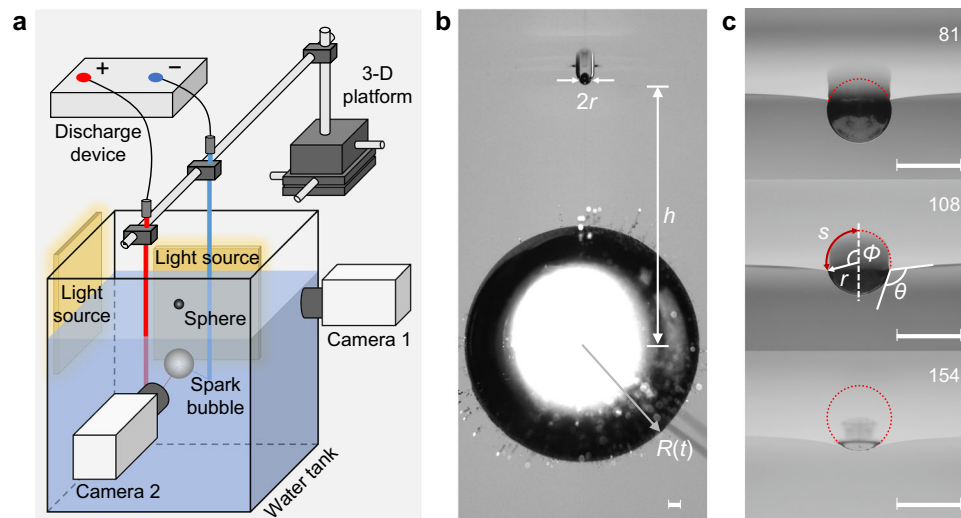 a
+
−
3-D
platform
Discharge
device
Light source
Light
source
Sphere
Camera 1
Spark
bubble
Camera 2
Water tank
b
2r
h
R(t)
c
81
108
s
Φ
r
θ
154